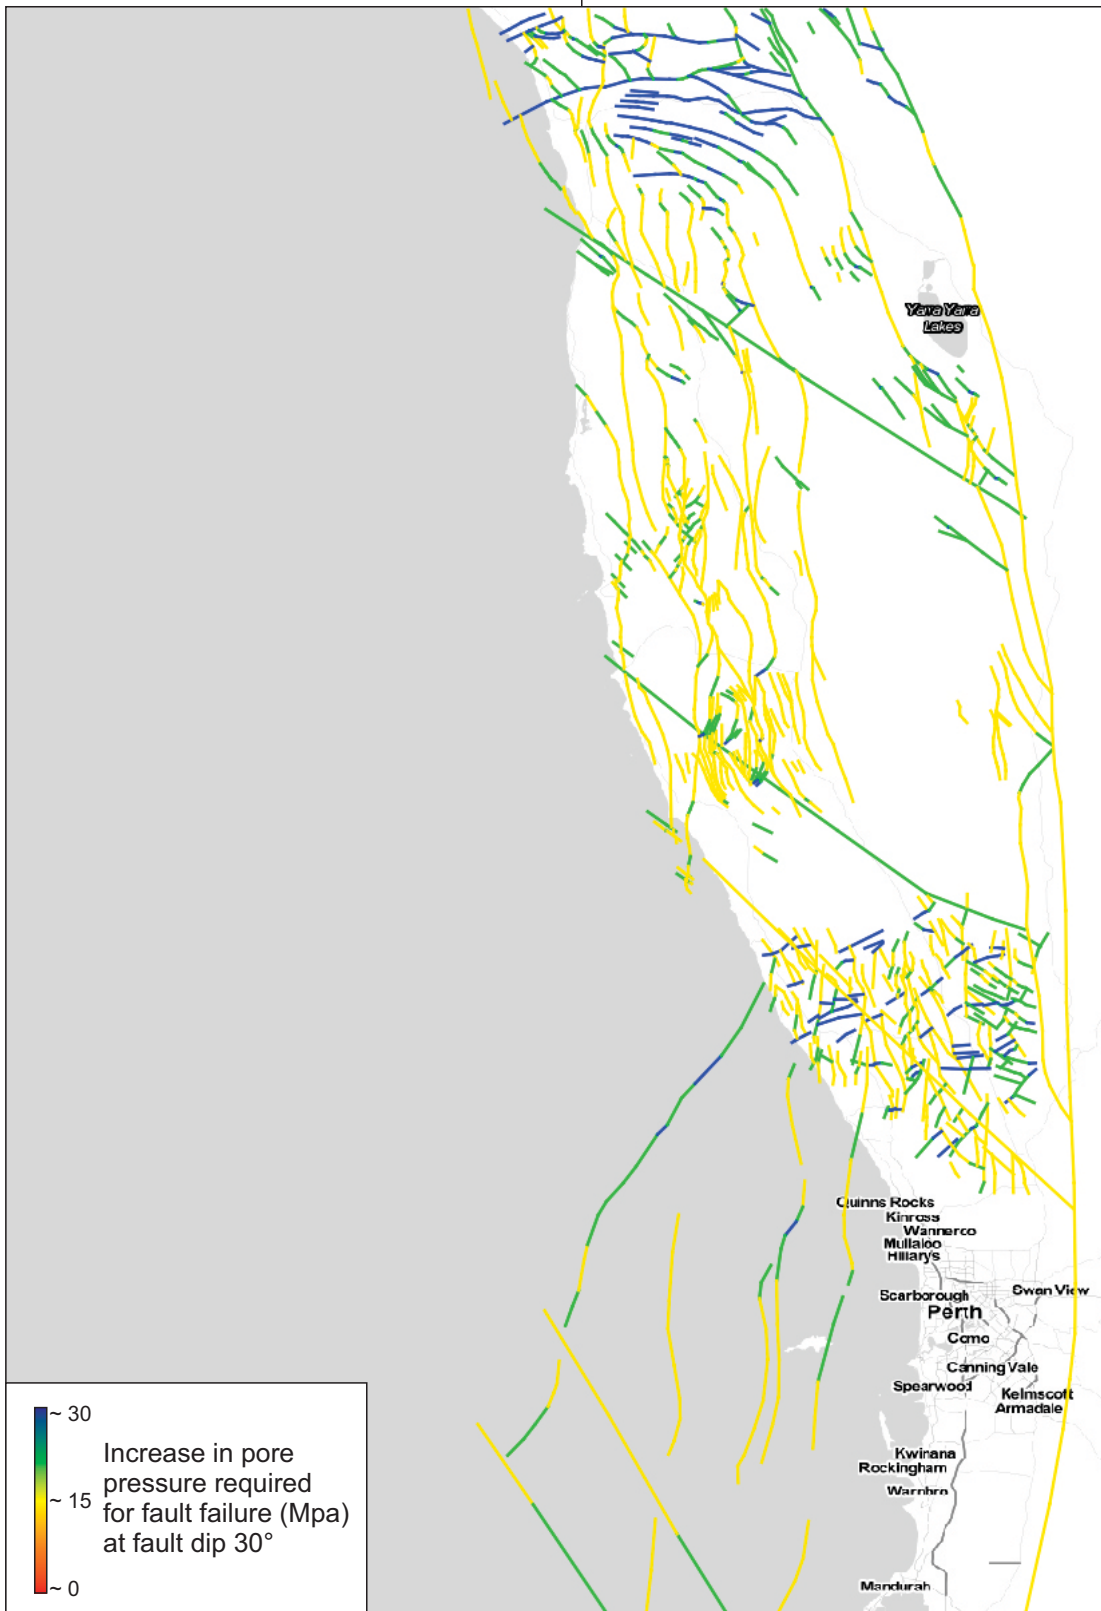 Yarra Yarra
Lakes
Quinns Rocks
Kinross
Wanneroo
Mullaloo
Hillarys
Scarborough
Swan View
Perth
Como
Canning Vale
Spearwood
Kelmscott
Armadale
Kwinana
Rockingham
Warnbro
Mandurah
~ 30
Increase in pore
pressure required
~ 15
for fault failure (Mpa)
at fault dip 30°
~ 0